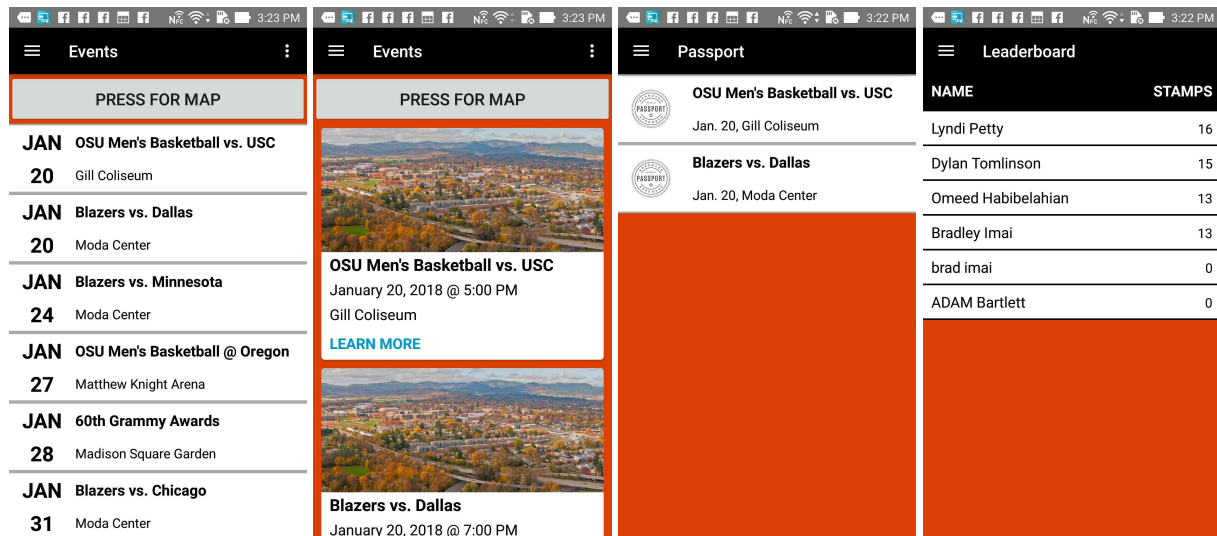 3:23 PM
Events
PRESS FOR MAP
JAN OSU Men's Basketball vs. USC
20 Gill Coliseum
JAN Blazers vs. Dallas
20 Moda Center
JAN Blazers vs. Minnesota
24 Moda Center
JAN OSU Men's Basketball @ Oregon
27 Matthew Knight Arena
JAN 60th Grammy Awards
28 Madison Square Garden
JAN Blazers vs. Chicago
31 Moda Center
NFC 3:23 PM
Events
PRESS FOR MAP
OSU Men's Basketball vs. USC
January 20, 2018 @ 5:00 PM
Gill Coliseum
LEARN MORE
Blazers vs. Dallas
January 20, 2018 @ 7:00 PM
NFC 3:22 PM
Passport
PASSPORT
OSU Men's Basketball vs. USC
Jan. 20, Gill Coliseum
PASSPORT
Blazers vs. Dallas
Jan. 20, Moda Center
NFC 3:22 PM
Leaderboard
NAME STAMPS
Lyndi Petty 16
Dylan Tomlinson 15
Omeed Habibelahian 13
Bradley Imai 13
brad imai 0
ADAM Bartlett 0